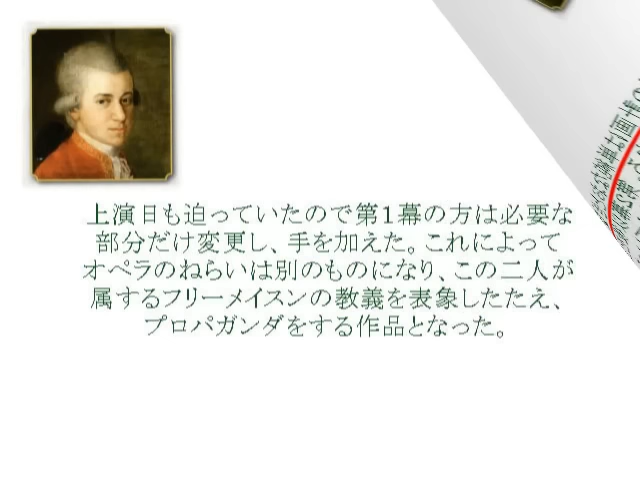 上演日も迫っていたので第1幕の方は必要な
部分だけ変更し、手を加えた。これによって
オペラのねらいは別のものになり、この二人が
属するフリーメイスンの教義を表象したたえ、
プロパガンダをする作品となった。